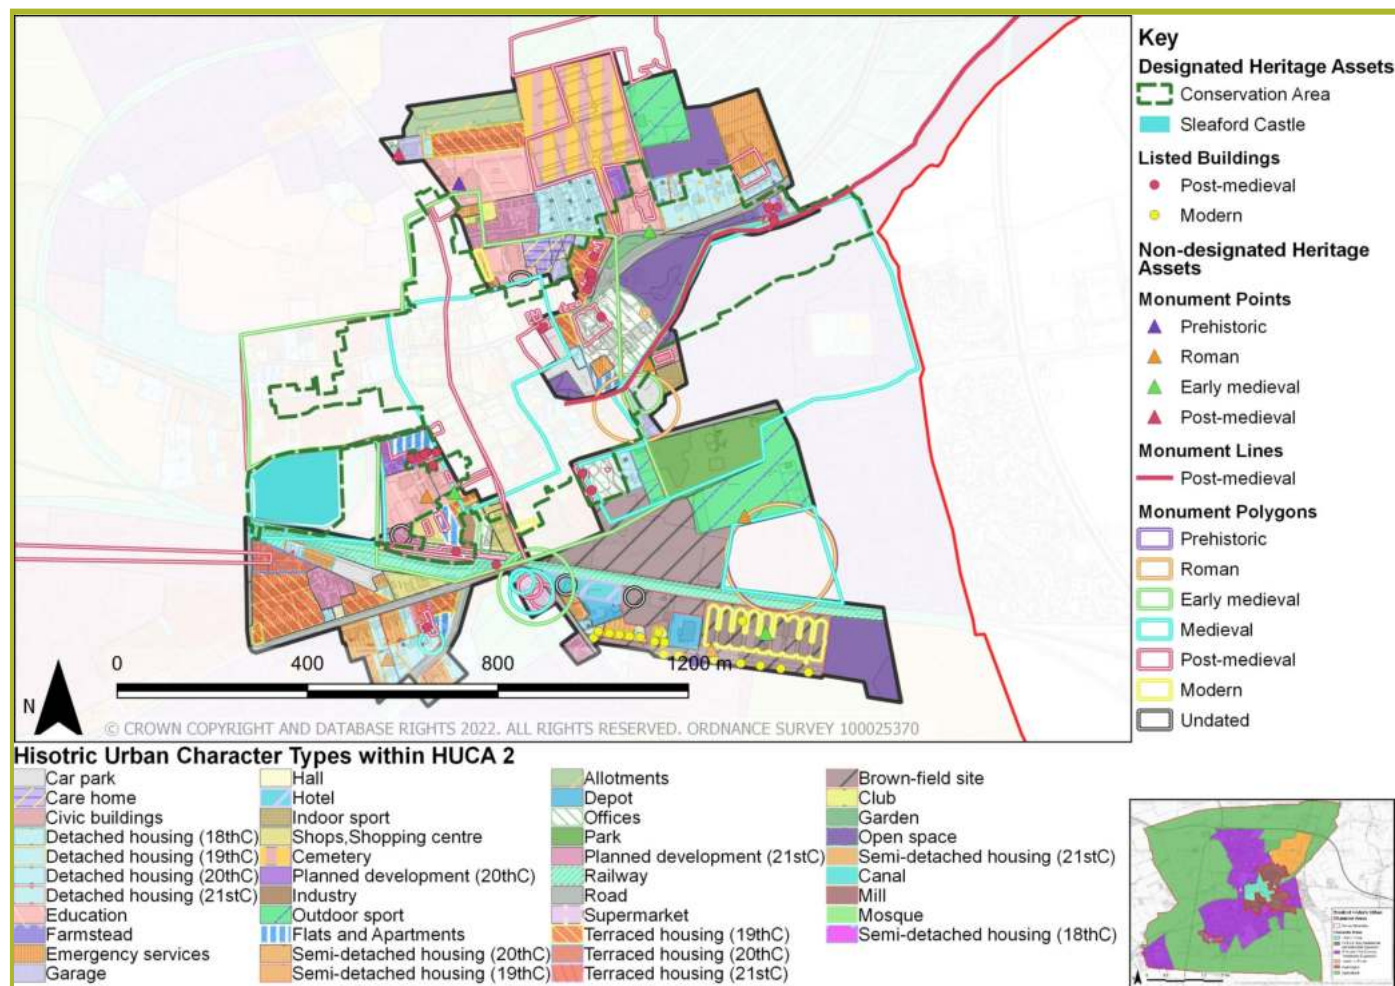 Key
Designated Heritage Assets
Conservation Area
Sleaford Castle
Listed Buildings
Post-medieval
Modern
Non-designated Heritage
Assets
Monument Points
Prehistoric
Roman
Early medieval
Post-medieval
Monument Lines
Post-medieval
Monument Polygons
Prehistoric
Roman
Early medieval
Medieval
Post-medieval
Modern
Undated
0 400 800 1200 m
N
© CROWN COPYRIGHT AND DATABASE RIGHTS 2022. ALL RIGHTS RESERVED. ORDNANCE SURVEY 100025370
Hisotric Urban Character Types within HUCA 2
Car park
Care home
Civic buildings
Detached housing (18thC)
Detached housing (19thC)
Detached housing (20thC)
Detached housing (21stC)
Education
Farmstead
Emergency services
Garage
Hall
Hotel
Indoor sport
Shops,Shopping centre
Cemetery
Planned development (20thC)
Industry
Outdoor sport
Flats and Apartments
Semi-detached housing (20thC)
Semi-detached housing (19thC)
Allotments
Depot
Offices
Park
Planned development (21stC)
Railway
Road
Supermarket
Terraced housing (19thC)
Terraced housing (20thC)
Terraced housing (21stC)
Brown-field site
Club
Garden
Open space
Semi-detached housing (21stC)
Canal
Mill
Mosque
Semi-detached housing (18thC)